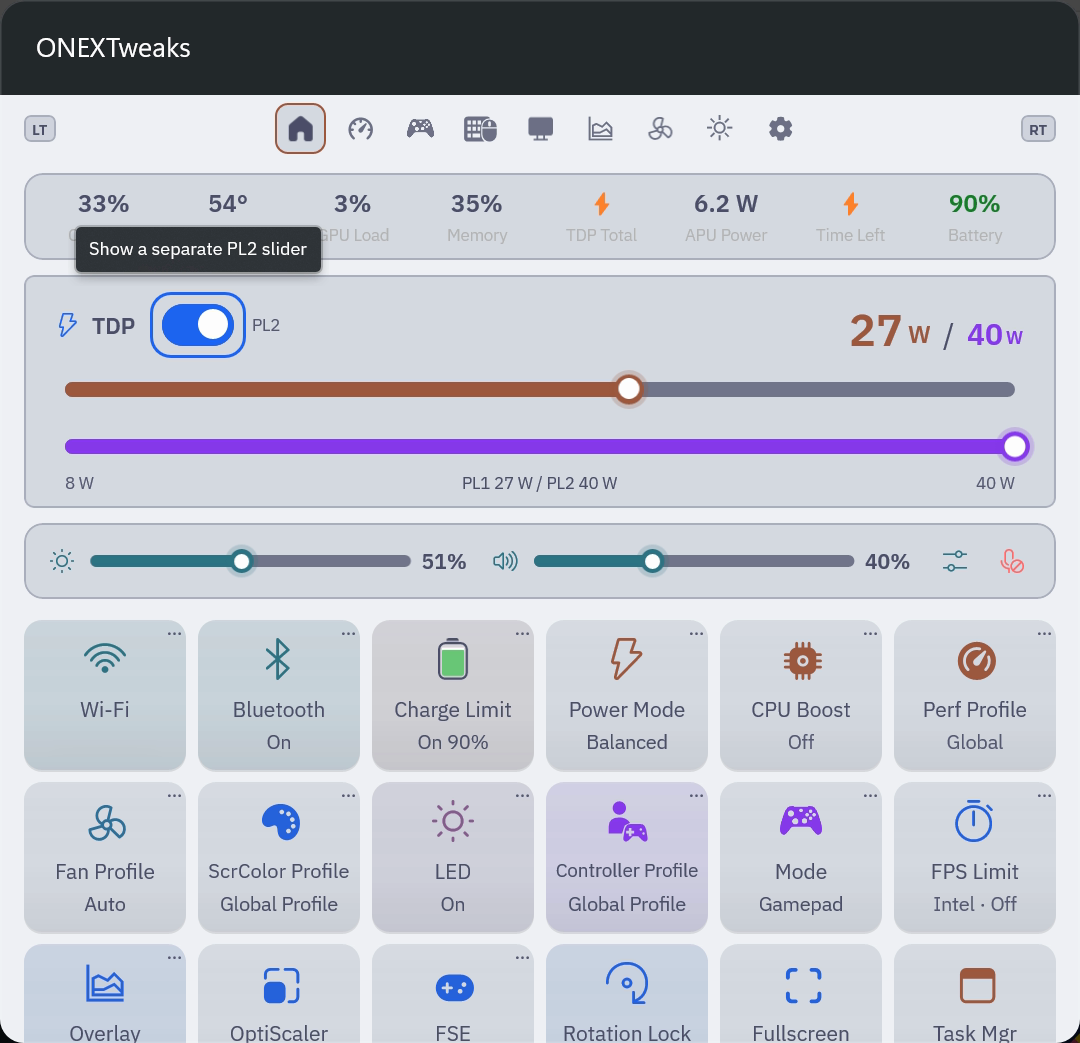 ONEXTweaks
LT
RT
33% 54° 3% 35% 6.2 W 90%
GPU Load Memory TDP Total APU Power Time Left Battery
Show a separate PL2 slider
TDP PL2 27 W / 40 W
8 W PL1 27 W / PL2 40 W 40 W
51% 40%
Wi-Fi Bluetooth Charge Limit Power Mode CPU Boost Perf Profile
On On 90% Balanced Off Global
Fan Profile ScrColor Profile LED Controller Profile Mode FPS Limit
Auto Global Profile On Global Profile Gamepad Intel · Off
Overlay OptiScaler FSE Rotation Lock Fullscreen Task Mgr